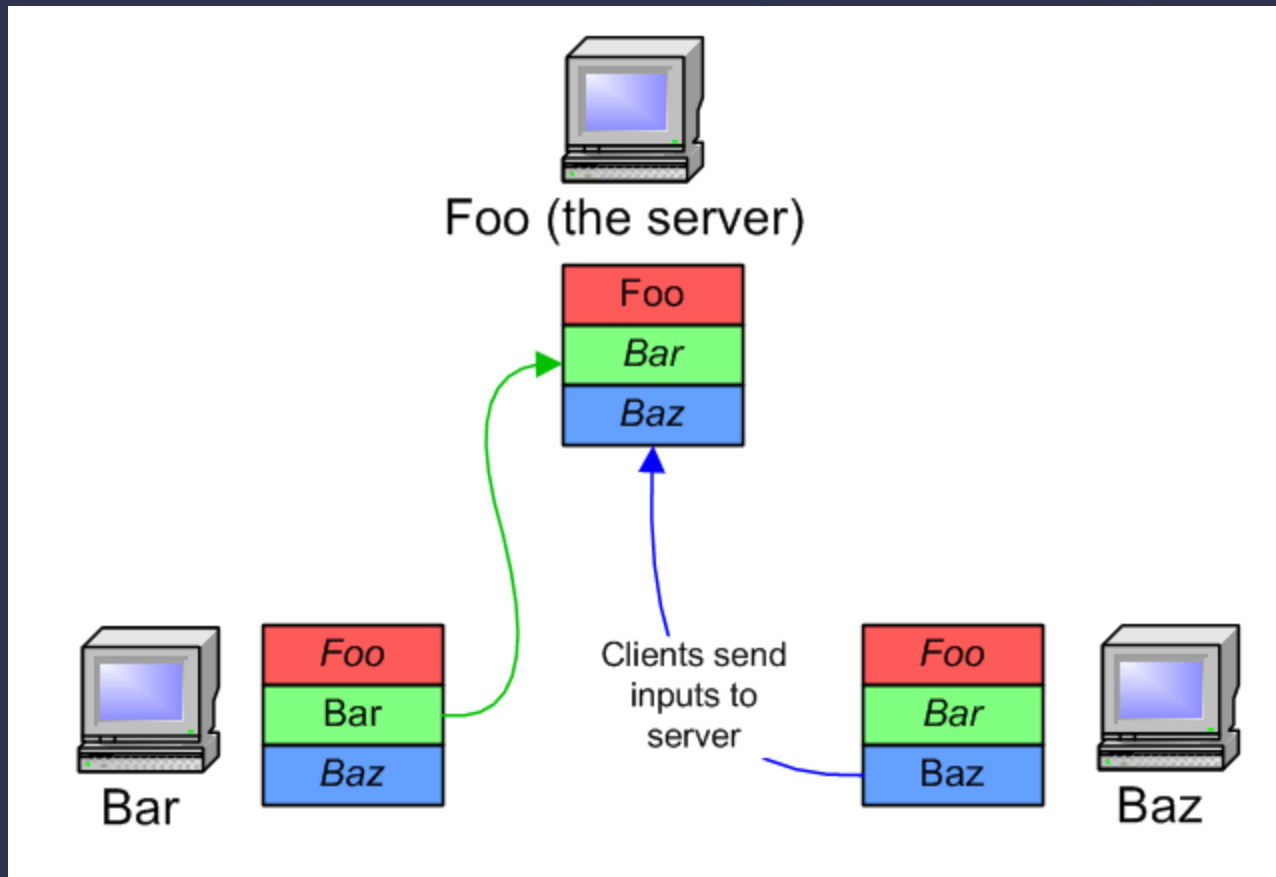 Foo (the server)
Foo
Bar
Baz
Foo
Bar
Baz
Bar
Clients send
inputs to
server
Foo
Bar
Baz
Baz